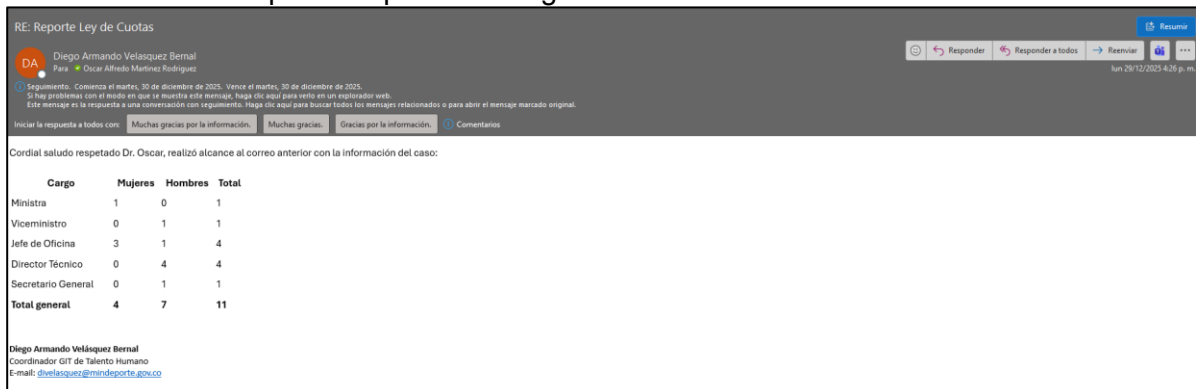 RE: Reporte Ley de Cuotas
Resumir
DA
Diego Armando Velasquez Bernal
Para Oscar Alfredo Martinez Rodriguez
Responder
Responder a todos
Reenviar
lun 29/12/2025 4:26 p. m.
Seguimiento. Comienza el martes, 30 de diciembre de 2025. Vence el martes, 30 de diciembre de 2025.
Si hay problemas con el modo en que se muestra este mensaje, haga clic aquí para verlo en un explorador web.
Este mensaje es la respuesta a una conversación con seguimiento. Haga clic aquí para buscar todos los mensajes relacionados o para abrir el mensaje marcado original.
Iniciar la respuesta a todos con: Muchas gracias por la información. Muchas gracias. Gracias por la información. Comentarios
Cordial saludo respetado Dr. Oscar, realizó alcance al correo anterior con la información del caso:
Cargo Mujeres Hombres Total
Ministra 1 0 1
Viceministro 0 1 1
Jefe de Oficina 3 1 4
Director Técnico 0 4 4
Secretario General 0 1 1
Total general 4 7 11
Diego Armando Velásquez Bernal
Coordinador GIT de Talento Humano
E-mail: divelasquez@mindeporte.gov.co